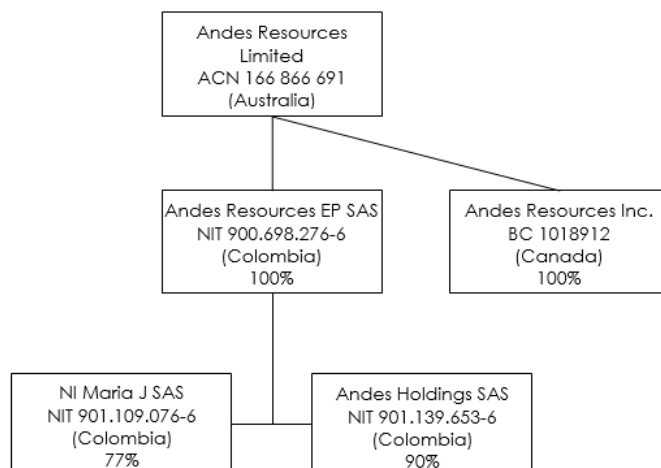 Andes Resources
Limited
ACN 166 866 691
(Australia)
Andes Resources EP SAS
NIT 900.698.276-6
(Colombia)
100%
Andes Resources Inc.
BC 1018912
(Canada)
100%
NI Maria J SAS
NIT 901.109.076-6
(Colombia)
77%
Andes Holdings SAS
NIT 901.139.653-6
(Colombia)
90%